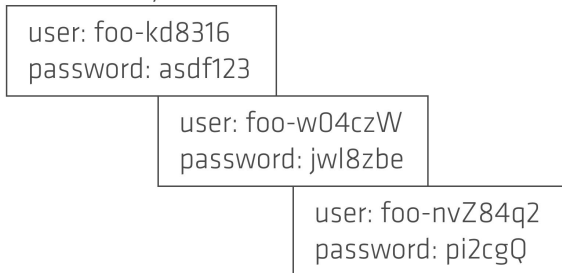 user: foo-kd8316
password: asdf123
user: foo-w04czW
password: jwl8zbe
user: foo-nvZ84q2
password: pi2cgQ